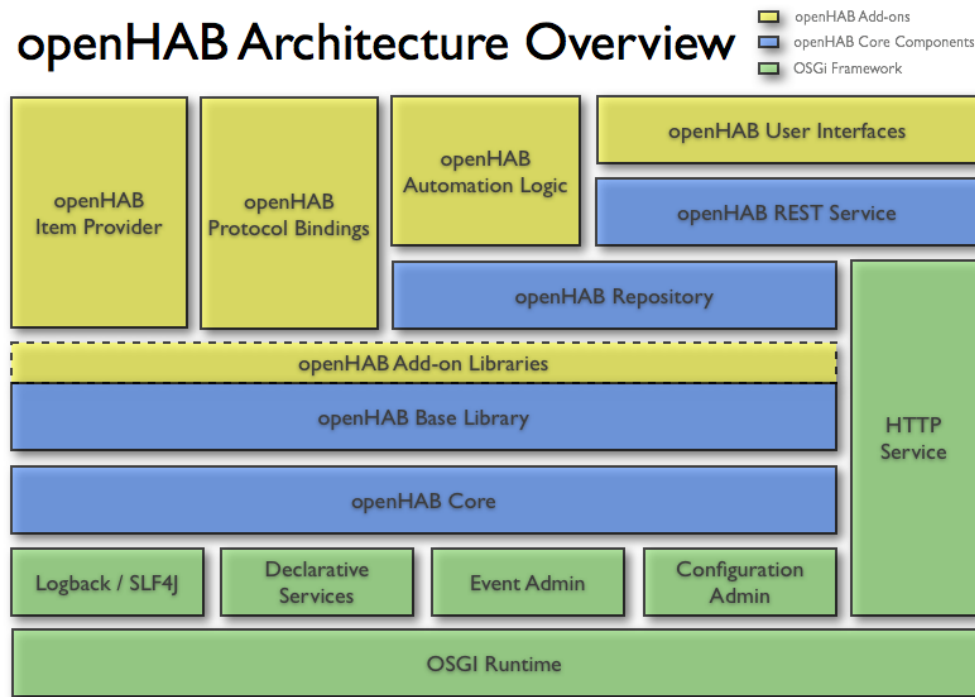 openHAB Architecture Overview
openHAB Add-ons
openHAB Core Components
OSGi Framework
openHAB
Item Provider
openHAB
Protocol Bindings
openHAB
Automation Logic
openHAB User Interfaces
openHAB REST Service
openHAB Repository
openHAB Add-on Libraries
openHAB Base Library
HTTP
Service
openHAB Core
Logback / SLF4J
Declarative
Services
Event Admin
Configuration
Admin
OSGI Runtime